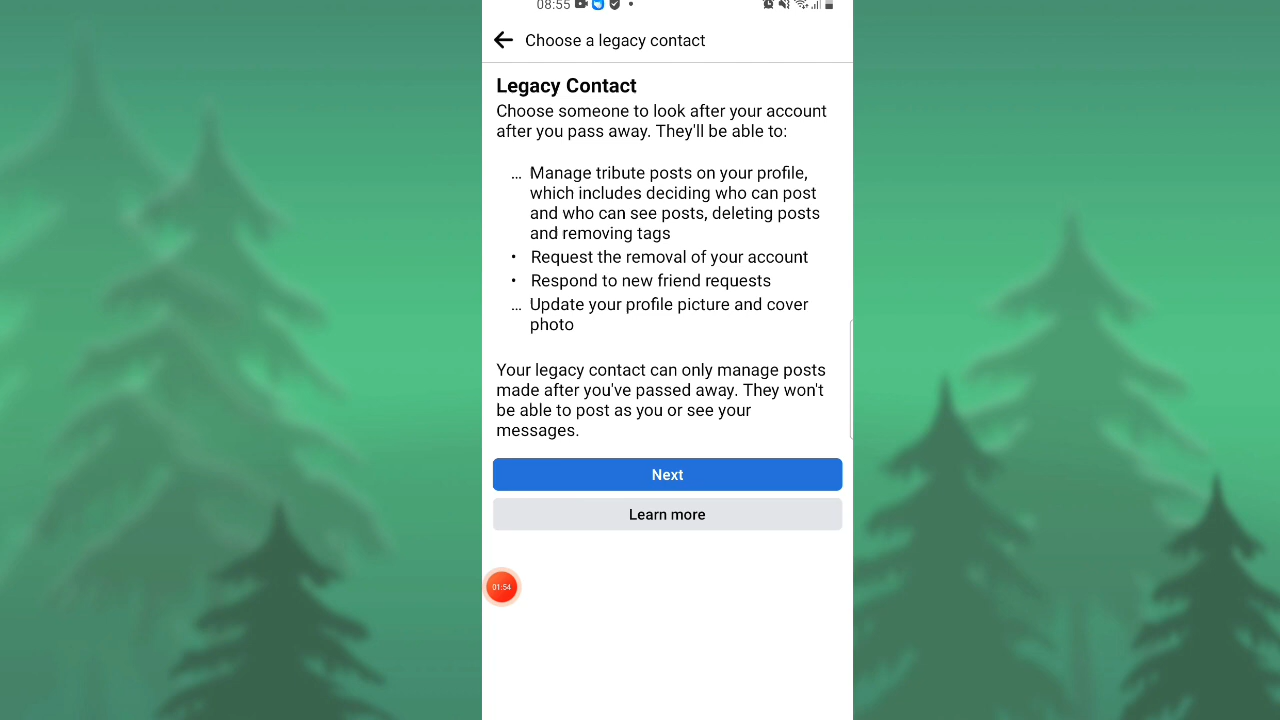 08:55
Choose a legacy contact
Legacy Contact
Choose someone to look after your account
after you pass away. They'll be able to:
... Manage tribute posts on your profile,
which includes deciding who can post
and who can see posts, deleting posts
and removing tags
• Request the removal of your account
• Respond to new friend requests
... Update your profile picture and cover
photo
Your legacy contact can only manage posts
made after you've passed away. They won't
be able to post as you or see your
messages.
Next
Learn more
01:54